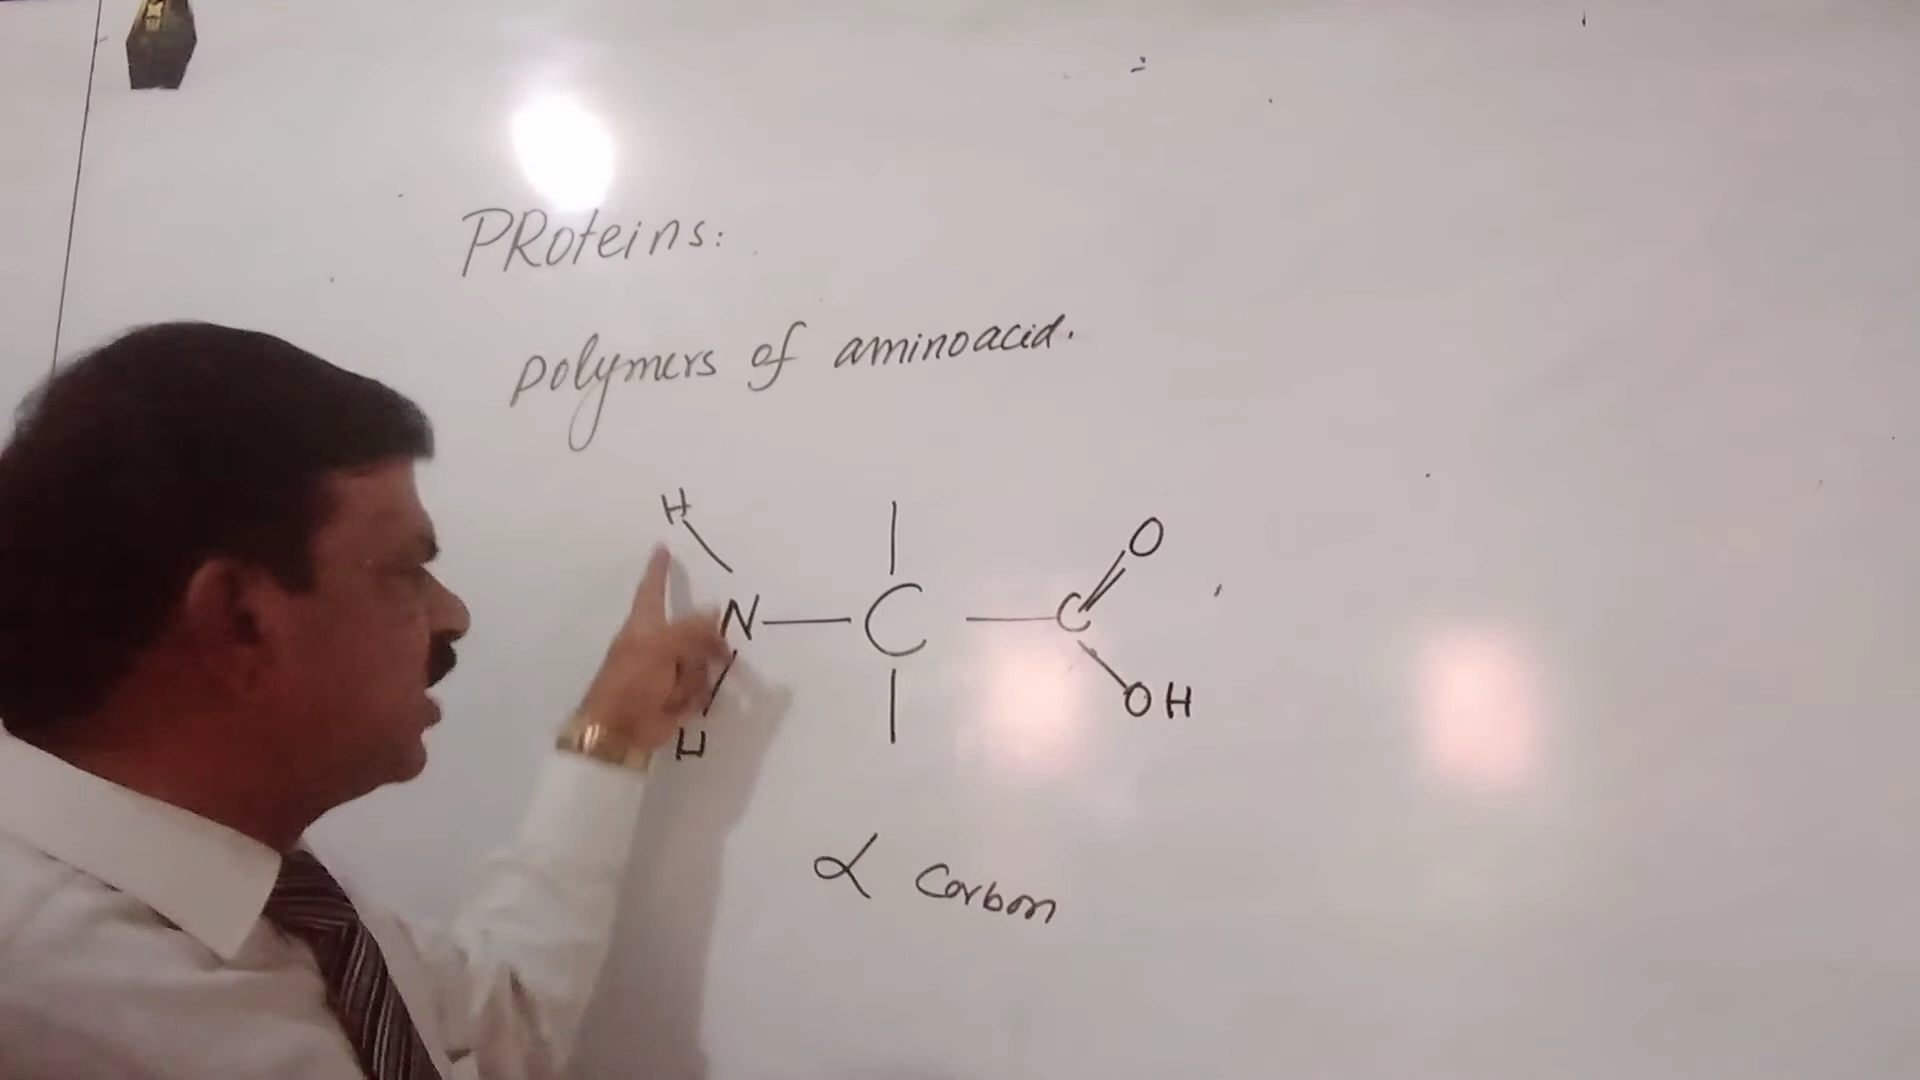 PRoteins:
polymers of aminoacid.
H
O
N — C — C
OH
H
α Carbon